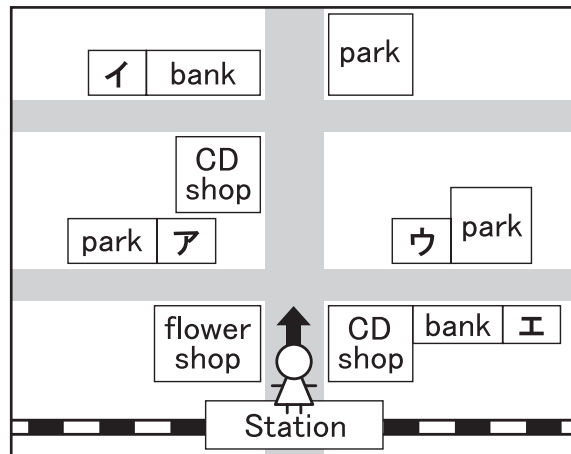 park
イ bank
CD
shop
park ア
ウ park
flower
shop
CD
shop
bank エ
Station